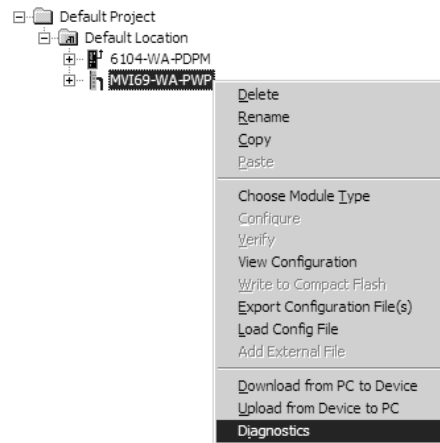 Default Project
Default Location
6104-WA-PDPM
MVI69-WA-PWP
Delete
Rename
Copy
Paste
Choose Module Type
Configure
Verify
View Configuration
Write to Compact Flash
Export Configuration File(s)
Load Config File
Add External File
Download from PC to Device
Upload from Device to PC
Diagnostics